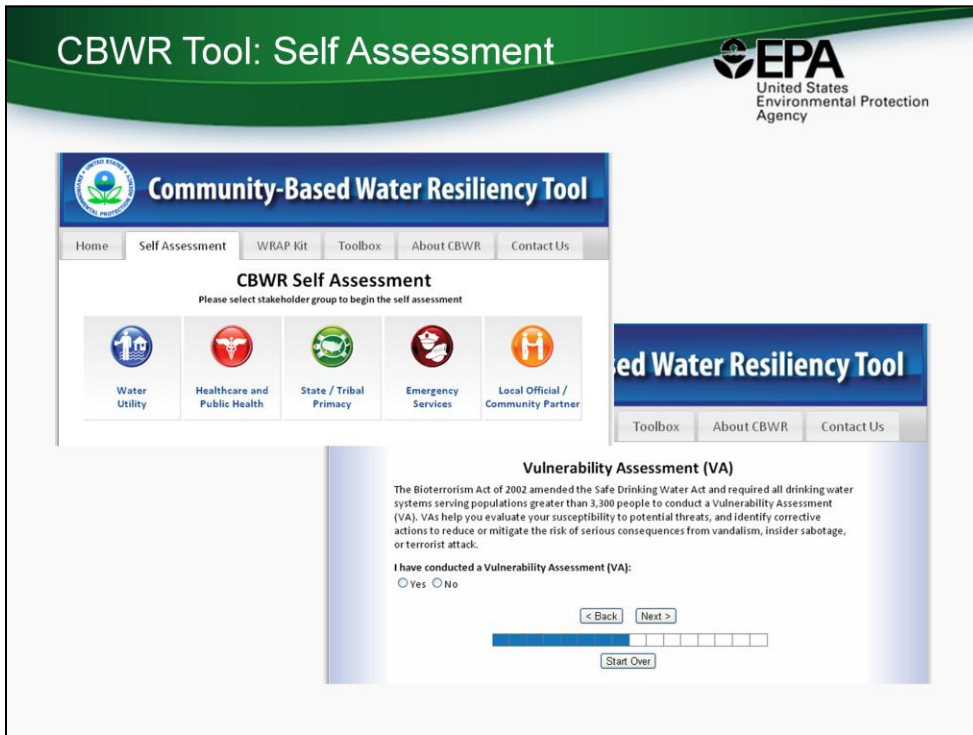 CBWR Tool: Self Assessment
EPA
United States
Environmental Protection
Agency
UNITED STATES
Community-Based Water Resiliency Tool
Home Self Assessment WRAP Kit Toolbox About CBWR Contact Us
CBWR Self Assessment
Please select stakeholder group to begin the self assessment
Water
Utility
Healthcare and
Public Health
State / Tribal
Primacy
Emergency
Services
Local Official /
Community Partner
ed Water Resiliency Tool
Toolbox About CBWR Contact Us
Vulnerability Assessment (VA)
The Bioterrorism Act of 2002 amended the Safe Drinking Water Act and required all drinking water
systems serving populations greater than 3,300 people to conduct a Vulnerability Assessment
(VA). VAs help you evaluate your susceptibility to potential threats, and identify corrective
actions to reduce or mitigate the risk of serious consequences from vandalism, insider sabotage,
or terrorist attack.
I have conducted a Vulnerability Assessment (VA):
Yes No
< Back Next >
Start Over